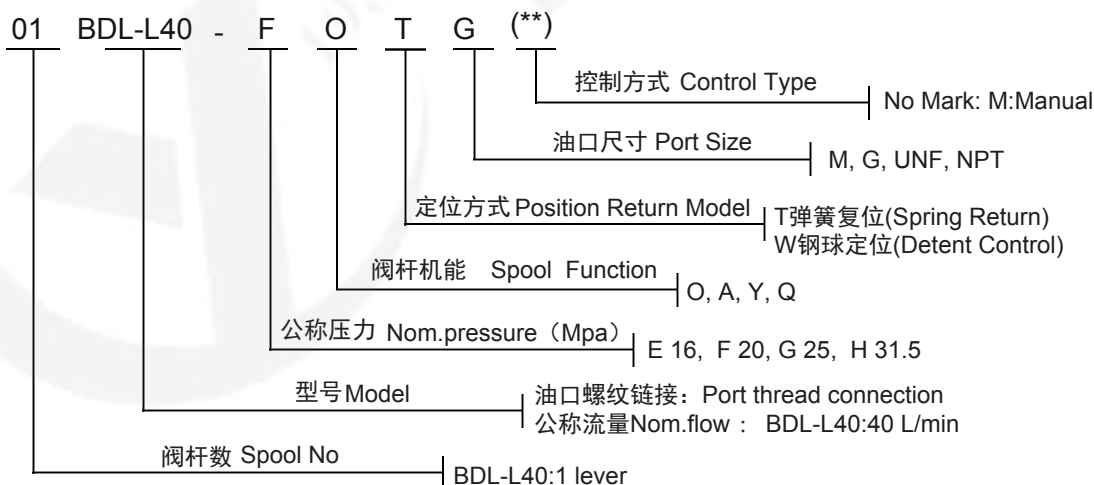 01 BDL-L40 - F O T G (**)
控制方式 Control Type
No Mark: M:Manual
油口尺寸 Port Size
M, G, UNF, NPT
定位方式 Position Return Model
T弹簧复位(Spring Return)
W钢球定位(Detent Control)
阀杆机能 Spool Function
O, A, Y, Q
公称压力 Nom.pressure（Mpa）
E 16, F 20, G 25, H 31.5
型号Model
油口螺纹链接：Port thread connection
公称流量Nom.flow : BDL-L40:40 L/min
阀杆数 Spool No
BDL-L40:1 lever